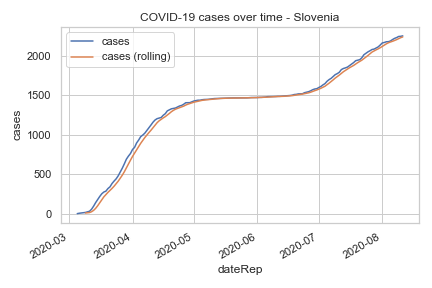 COVID-19 cases over time - Slovenia
cases
cases (rolling)
2000
1500
1000
500
0
cases
2020-03
2020-04
2020-05
2020-06
2020-07
2020-08
dateRep